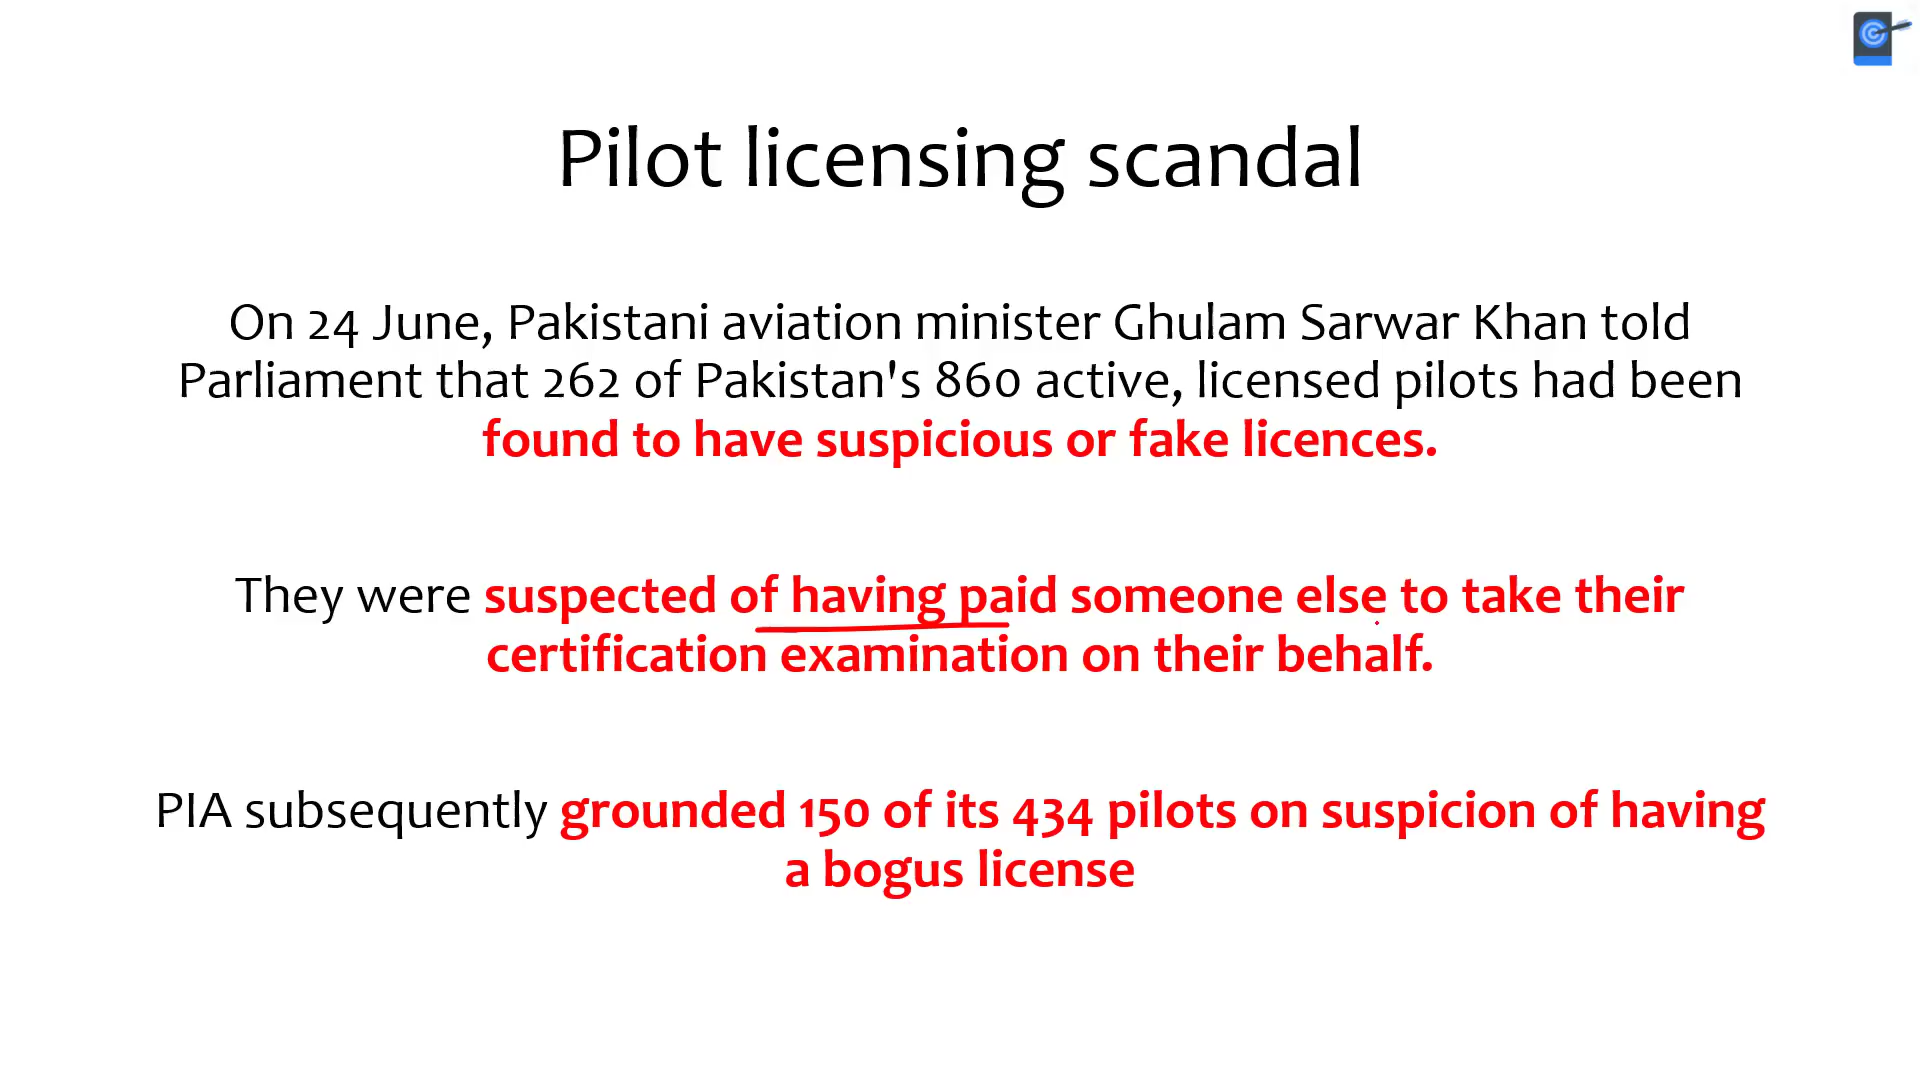 Pilot licensing scandal
On 24 June, Pakistani aviation minister Ghulam Sarwar Khan told
Parliament that 262 of Pakistan's 860 active, licensed pilots had been
found to have suspicious or fake licences.
They were suspected of having paid someone else to take their
certification examination on their behalf.
PIA subsequently grounded 150 of its 434 pilots on suspicion of having
a bogus license